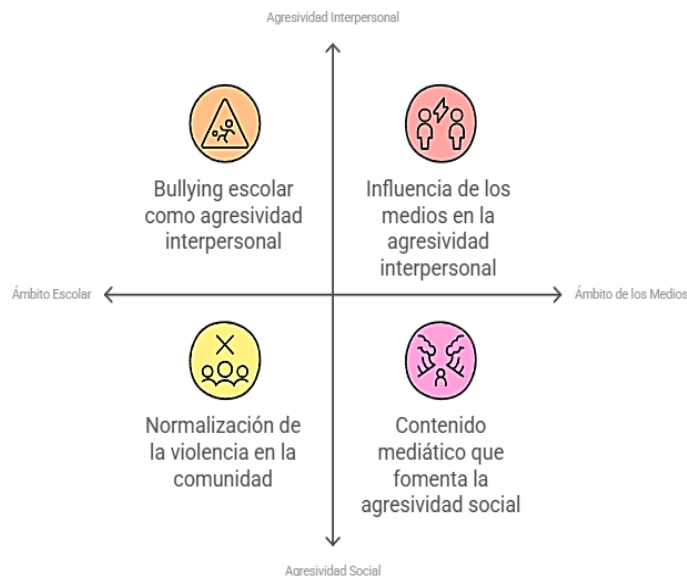 Agresividad Interpersonal
Bullying escolar
como agresividad
interpersonal
Influencia de los
medios en la
agresividad
interpersonal
Ámbito Escolar
Ámbito de los Medios
Normalización de
la violencia en la
comunidad
Contenido
mediático que
fomenta la
agresividad social
Agresividad Social